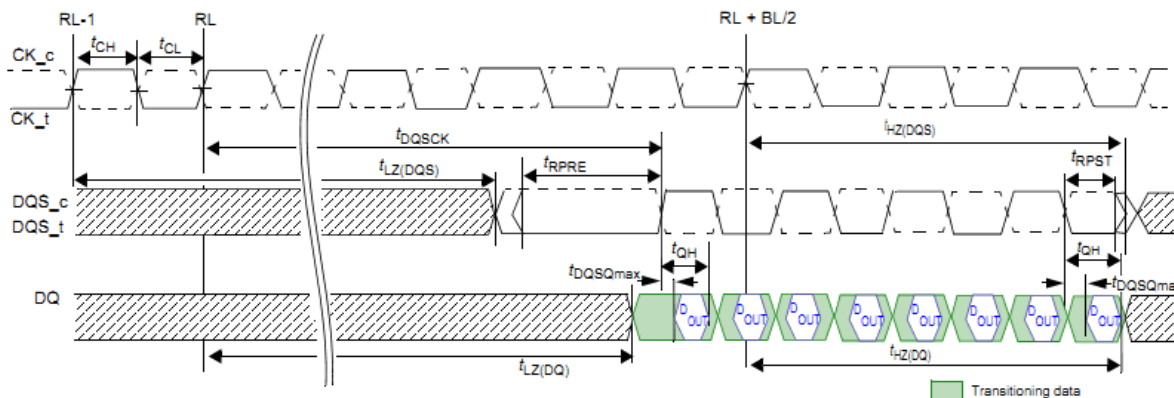 RL-1
RL
RL + BL/2
CK_c
CK_t
tCH
tCL
tDQSCK
tHZ(DQS)
tLZ(DQS)
tRPRE
tRPST
DQS_c
DQS_t
tQH
tQH
tDQSQmax
tDQSQmax
DQ
DOUT
DOUT
DOUT
DOUT
DOUT
DOUT
DOUT
DOUT
tLZ(DQ)
tHZ(DQ)
Transitioning data